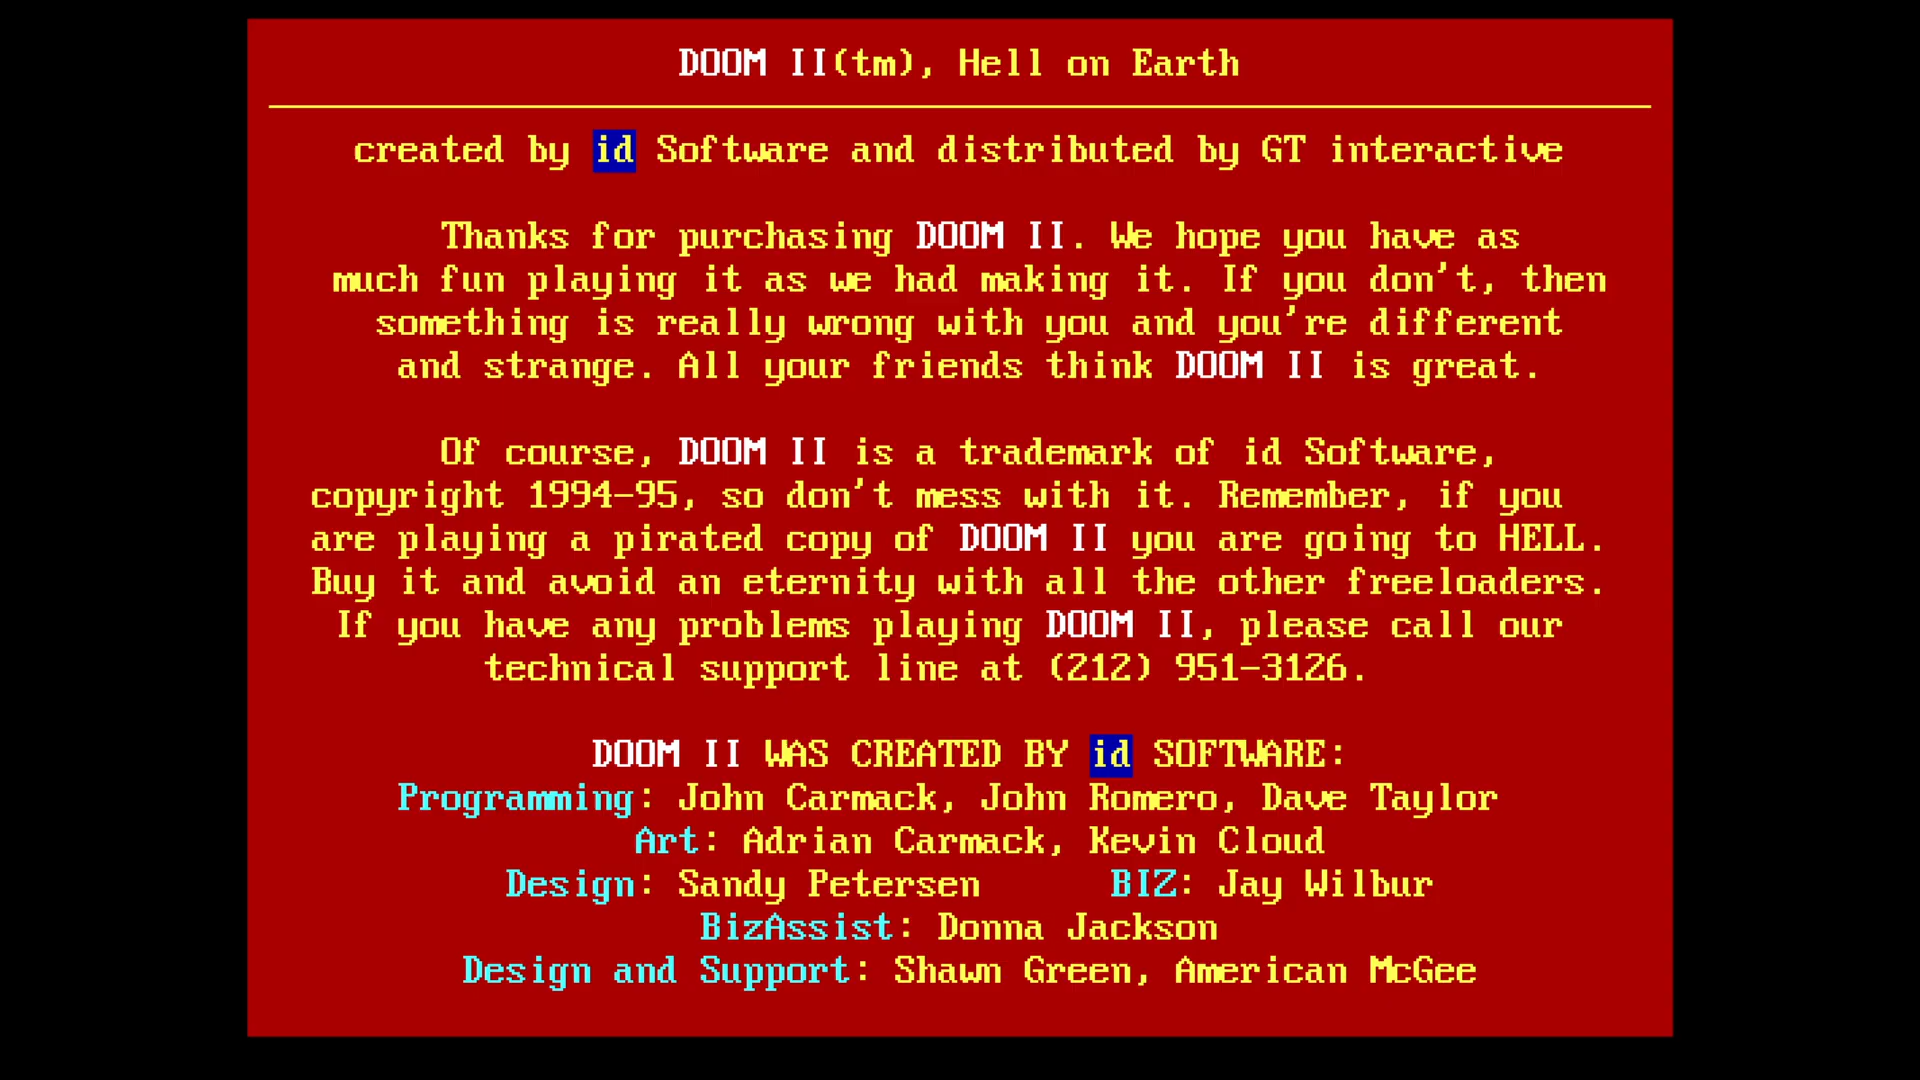 DOOM II(tm), Hell on Earth
created by id Software and distributed by GT interactive
Thanks for purchasing DOOM II. We hope you have as
much fun playing it as we had making it. If you don't, then
something is really wrong with you and you're different
and strange. All your friends think DOOM II is great.
Of course, DOOM II is a trademark of id Software,
copyright 1994-95, so don't mess with it. Remember, if you
are playing a pirated copy of DOOM II you are going to HELL.
Buy it and avoid an eternity with all the other freeloaders.
If you have any problems playing DOOM II, please call our
technical support line at (212) 951-3126.
DOOM II WAS CREATED BY id SOFTWARE:
Programming: John Carmack, John Romero, Dave Taylor
Art: Adrian Carmack, Kevin Cloud
Design: Sandy Petersen BIZ: Jay Wilbur
BizAssist: Donna Jackson
Design and Support: Shawn Green, American McGee